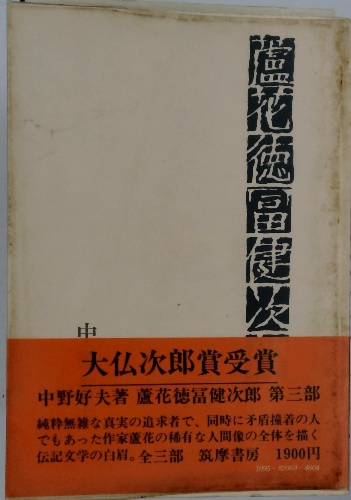 蘆花徳冨健次
中
大仏次郎賞受賞
中野好夫著 蘆花徳冨健次郎 第三部
純粋無雑な真実の追求者で、同時に矛盾撞着の人
でもあった作家蘆花の稀有な人間像の全体を描く
伝記文学の白眉。全三部 筑摩書房 1900円
1095-82069-4604